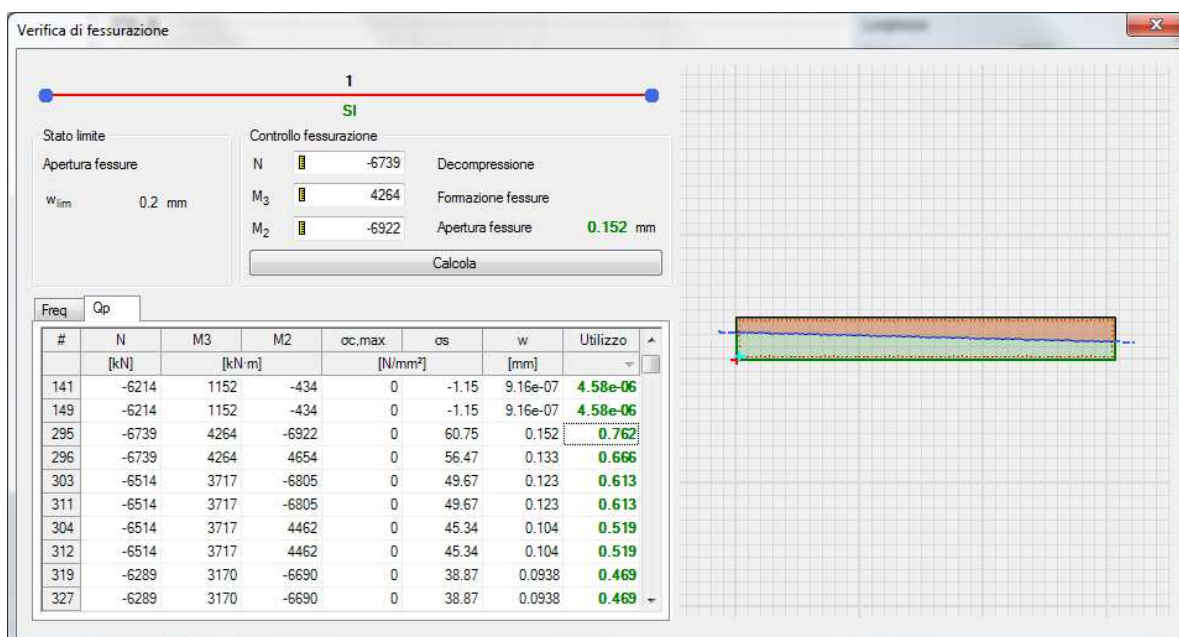 Verifica di fessurazione
1
SI
Stato limite
Apertura fessure
wlim 0.2 mm
Controllo fessurazione
N -6739 Decompressione
M3 4264 Formazione fessure
M2 -6922 Apertura fessure 0.152 mm
Calcola
Freq Qp
# N M3 M2 σc,max σs w Utilizzo
[kN] [kN·m] [N/mm²] [mm]
141 -6214 1152 -434 0 -1.15 9.16e-07 4.58e-06
149 -6214 1152 -434 0 -1.15 9.16e-07 4.58e-06
295 -6739 4264 -6922 0 60.75 0.152 0.762
296 -6739 4264 4654 0 56.47 0.133 0.666
303 -6514 3717 -6805 0 49.67 0.123 0.613
311 -6514 3717 -6805 0 49.67 0.123 0.613
304 -6514 3717 4462 0 45.34 0.104 0.519
312 -6514 3717 4462 0 45.34 0.104 0.519
319 -6289 3170 -6690 0 38.87 0.0938 0.469
327 -6289 3170 -6690 0 38.87 0.0938 0.469